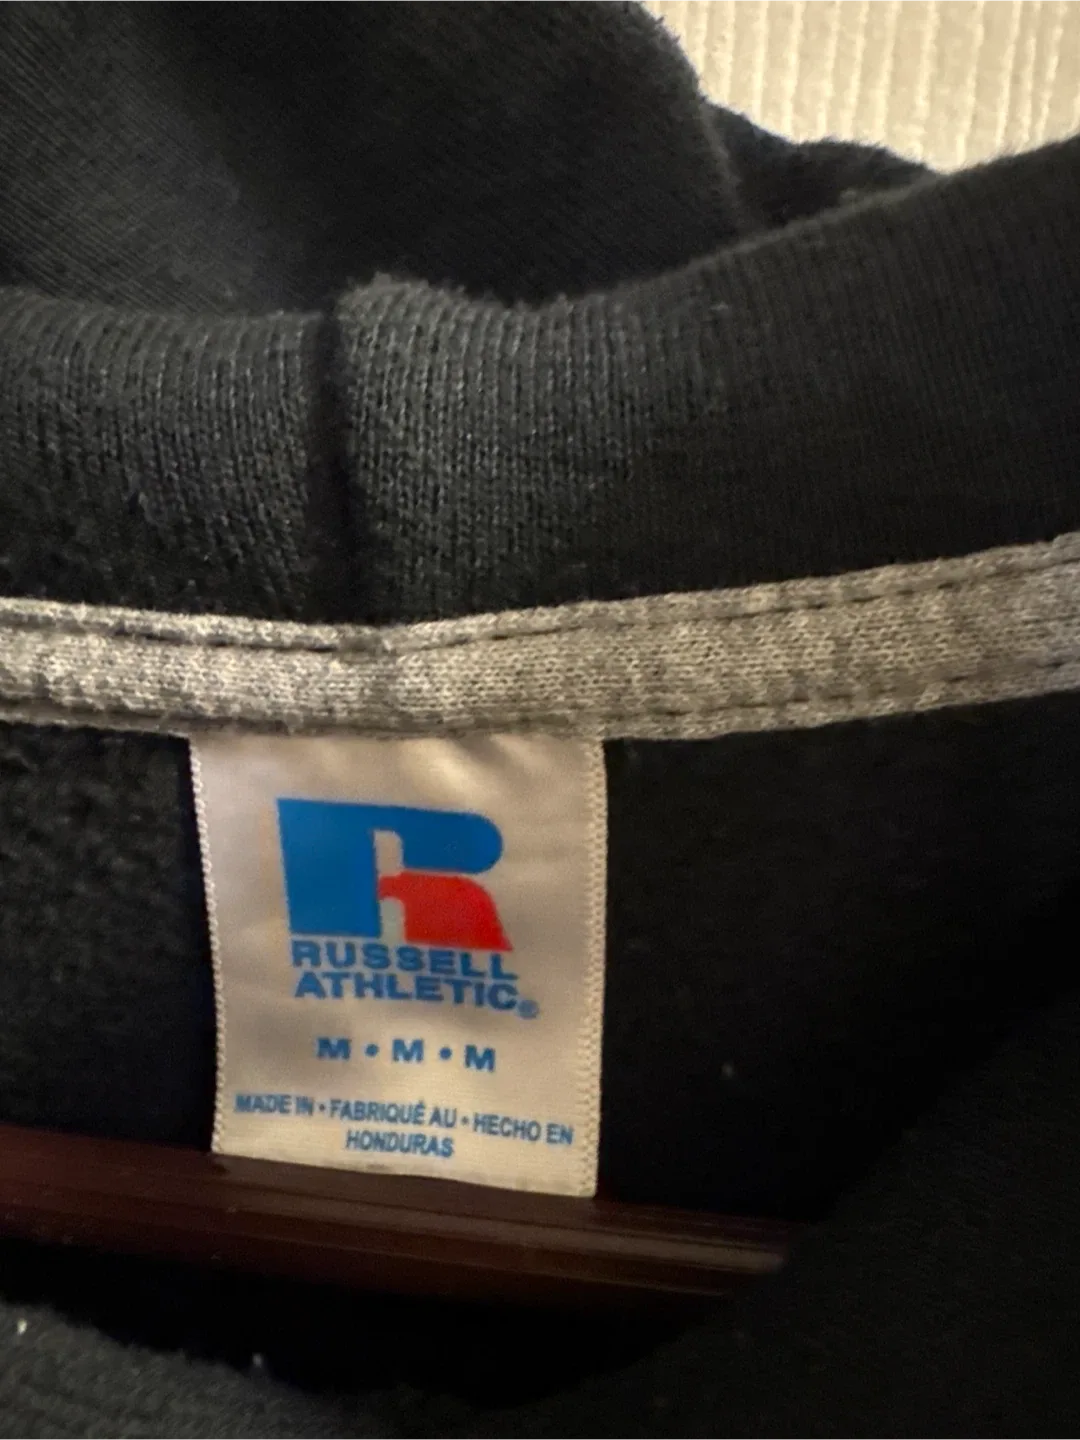 R
RUSSELL
ATHLETIC®
M • M • M
MADE IN • FABRIQUÉ AU • HECHO EN
HONDURAS